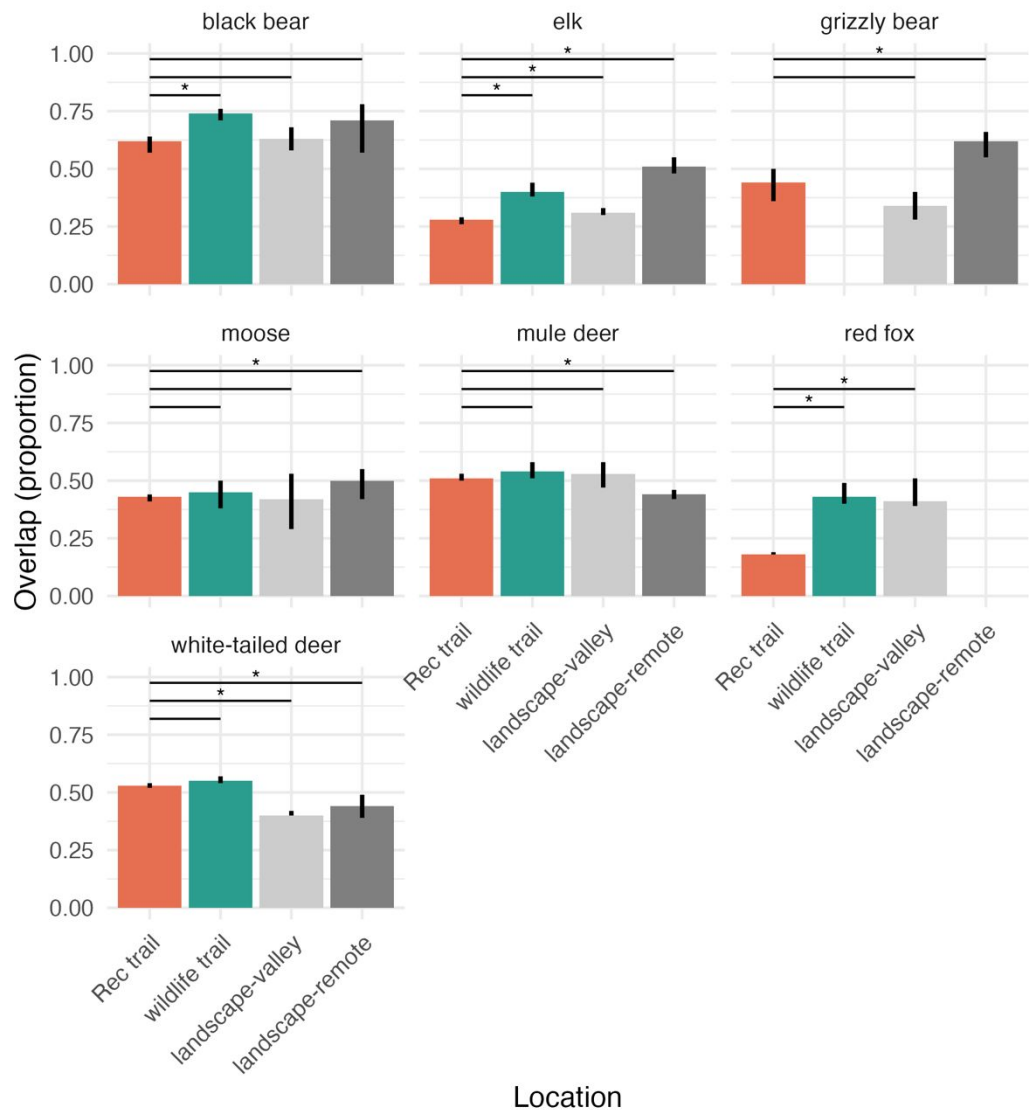 black bear
elk
grizzly bear
1.00
0.75
0.50
0.25
0.00
*
*
*
*
*
moose
mule deer
red fox
1.00
0.75
0.50
0.25
0.00
*
*
*
*
white-tailed deer
1.00
0.75
0.50
0.25
0.00
*
*
Rec trail
wildlife trail
landscape-valley
landscape-remote
Rec trail
wildlife trail
landscape-valley
landscape-remote
Rec trail
wildlife trail
landscape-valley
landscape-remote
Overlap (proportion)
Location